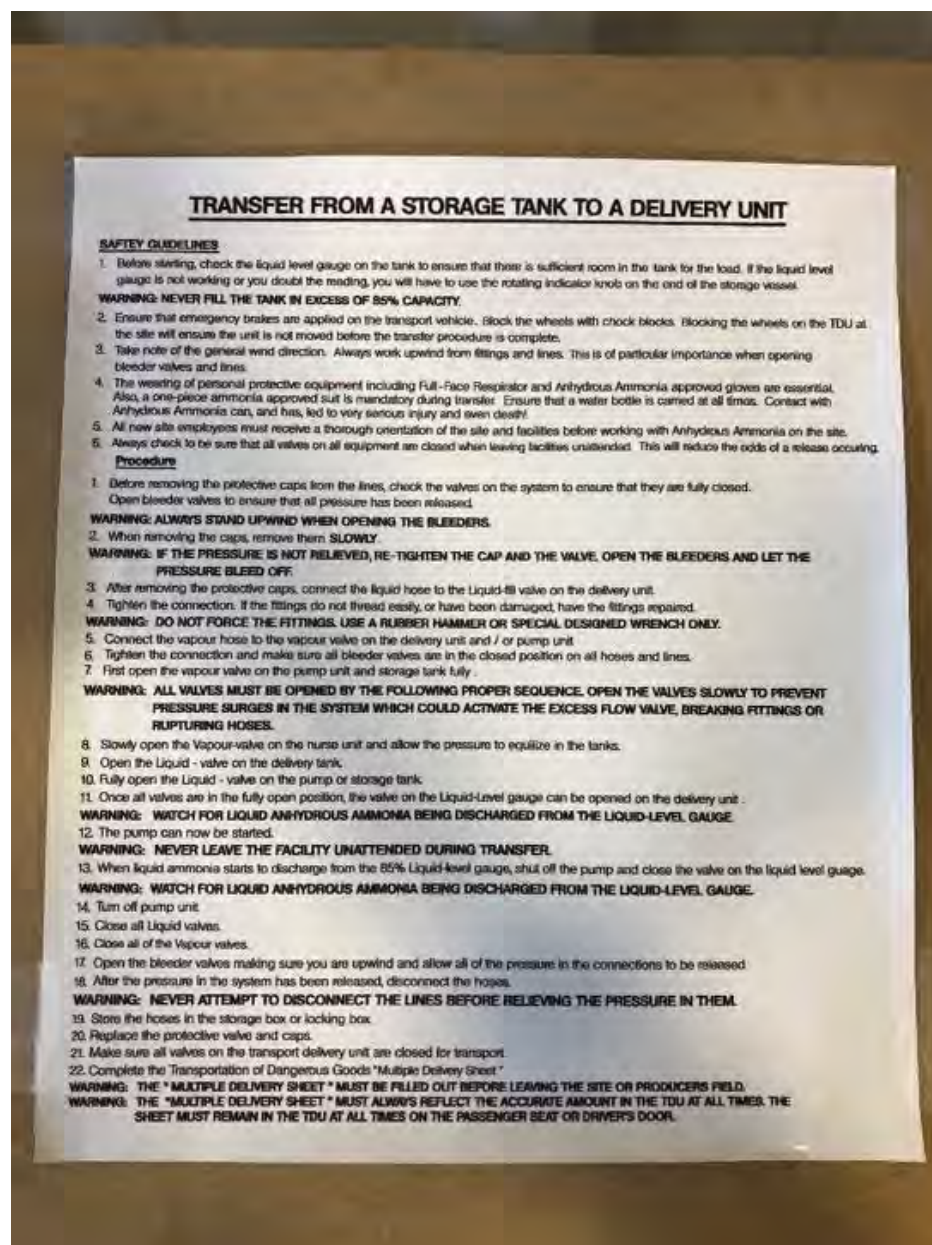 TRANSFER FROM A STORAGE TANK TO A DELIVERY UNIT
SAFTEY GUIDELINES
1. Before starting, check the liquid level gauge on the tank to ensure that there is sufficient room in the tank for the load. If the liquid level
gauge is not working or you doubt the reading, you will have to use the rotating indicator knob on the end of the storage vessel.
WARNING: NEVER FILL THE TANK IN EXCESS OF 85% CAPACITY.
2. Ensure that emergency brakes are applied on the transport vehicle. Block the wheels with chock blocks. Blocking the wheels on the TDU at
the site will ensure the unit is not moved before the transfer procedure is complete.
3. Take note of the general wind direction. Always work upwind from fittings and lines. This is of particular importance when opening
bleeder valves and lines.
4. The wearing of personal protective equipment including Full-Face Respirator and Anhydrous Ammonia approved gloves are essential.
Also, a one-piece ammonia approved suit is mandatory during transfer. Ensure that a water bottle is carried at all times. Contact with
Anhydrous Ammonia can, and has, led to very serious injury and even death!
5. All new site employees must receive a thorough orientation of the site and facilities before working with Anhydrous Ammonia on the site.
6. Always check to be sure that all valves on all equipment are closed when leaving facilities unattended. This will reduce the odds of a release occuring.
Procedure
1. Before removing the protective caps from the lines, check the valves on the system to ensure that they are fully closed.
Open bleeder valves to ensure that all pressure has been released.
WARNING: ALWAYS STAND UPWIND WHEN OPENING THE BLEEDERS.
2. When removing the caps, remove them SLOWLY.
WARNING: IF THE PRESSURE IS NOT RELIEVED, RE-TIGHTEN THE CAP AND THE VALVE. OPEN THE BLEEDERS AND LET THE
PRESSURE BLEED OFF.
3. After removing the protective caps, connect the liquid hose to the Liquid-fill valve on the delivery unit.
4. Tighten the connection. If the fittings do not thread easily, or have been damaged, have the fittings repaired.
WARNING: DO NOT FORCE THE FITTINGS. USE A RUBBER HAMMER OR SPECIAL DESIGNED WRENCH ONLY.
5. Connect the vapour hose to the vapour valve on the delivery unit and / or pump unit
6. Tighten the connection and make sure all bleeder valves are in the closed position on all hoses and lines.
7. First open the vapour valve on the pump unit and storage tank fully .
WARNING: ALL VALVES MUST BE OPENED BY THE FOLLOWING PROPER SEQUENCE. OPEN THE VALVES SLOWLY TO PREVENT
PRESSURE SURGES IN THE SYSTEM WHICH COULD ACTIVATE THE EXCESS FLOW VALVE, BREAKING FITTINGS OR
RUPTURING HOSES.
8. Slowly open the Vapour-valve on the nurse unit and allow the pressure to equilize in the tanks.
9. Open the Liquid - valve on the delivery tank.
10. Fully open the Liquid - valve on the pump or storage tank.
11. Once all valves are in the fully open position, the valve on the Liquid-Level gauge can be opened on the delivery unit .
WARNING: WATCH FOR LIQUID ANHYDROUS AMMONIA BEING DISCHARGED FROM THE LIQUID-LEVEL GAUGE.
12. The pump can now be started.
WARNING: NEVER LEAVE THE FACILITY UNATTENDED DURING TRANSFER.
13. When liquid ammonia starts to discharge from the 85% Liquid-level gauge, shut off the pump and close the valve on the liquid level guage.
WARNING: WATCH FOR LIQUID ANHYDROUS AMMONIA BEING DISCHARGED FROM THE LIQUID-LEVEL GAUGE.
14. Turn off pump unit
15. Close all Liquid valves.
16. Close all of the Vapour valves.
17. Open the bleeder valves making sure you are upwind and allow all of the pressure in the connections to be released
18. After the pressure in the system has been released, disconnect the hoses.
WARNING: NEVER ATTEMPT TO DISCONNECT THE LINES BEFORE RELIEVING THE PRESSURE IN THEM.
19. Store the hoses in the storage box or locking box
20. Replace the protective valve and caps.
21. Make sure all valves on the transport delivery unit are closed for transport.
22. Complete the Transportation of Dangerous Goods "Multiple Delivery Sheet "
WARNING: THE "MULTIPLE DELIVERY SHEET " MUST BE FILLED OUT BEFORE LEAVING THE SITE OR PRODUCERS FIELD.
WARNING: THE "MULTIPLE DELIVERY SHEET " MUST ALWAYS REFLECT THE ACCURATE AMOUNT IN THE TDU AT ALL TIMES. THE
SHEET MUST REMAIN IN THE TDU AT ALL TIMES ON THE PASSENGER SEAT OR DRIVER'S DOOR.